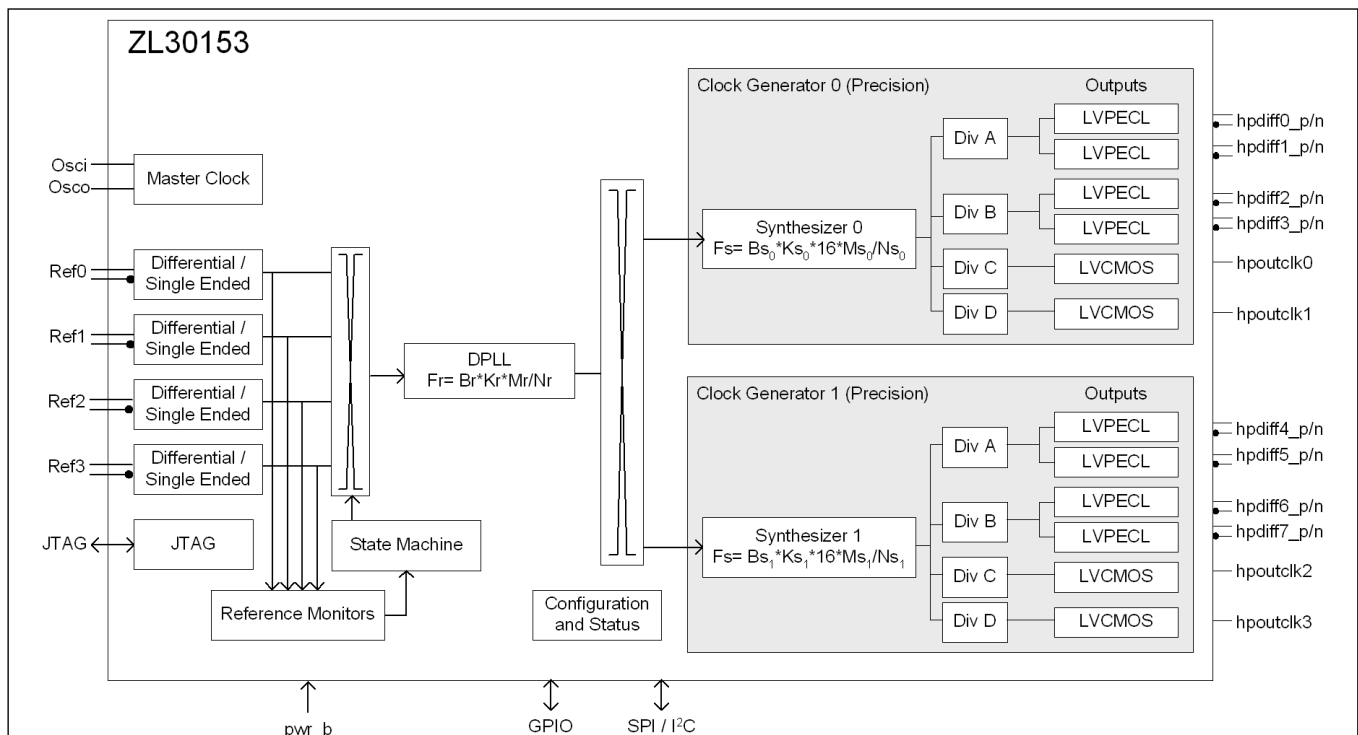 ZL30153
Osci
Osco
Master Clock
Ref0
Differential /
Single Ended
Ref1
Differential /
Single Ended
Ref2
Differential /
Single Ended
Ref3
Differential /
Single Ended
JTAG
JTAG
State Machine
Reference Monitors
DPLL
Fr= Br*Kr*Mr/Nr
Configuration
and Status
Clock Generator 0 (Precision)
Outputs
Synthesizer 0
Fs= Bs0*Ks0*16*Ms0/Ns0
Div A
LVPECL
LVPECL
Div B
LVPECL
LVPECL
Div C
LVCMOS
Div D
LVCMOS
hpdiff0_p/n
hpdiff1_p/n
hpdiff2_p/n
hpdiff3_p/n
hpoutclk0
hpoutclk1
Clock Generator 1 (Precision)
Outputs
Synthesizer 1
Fs= Bs1*Ks1*16*Ms1/Ns1
Div A
LVPECL
LVPECL
Div B
LVPECL
LVPECL
Div C
LVCMOS
Div D
LVCMOS
hpdiff4_p/n
hpdiff5_p/n
hpdiff6_p/n
hpdiff7_p/n
hpoutclk2
hpoutclk3
pwr_b
GPIO
SPI / I²C